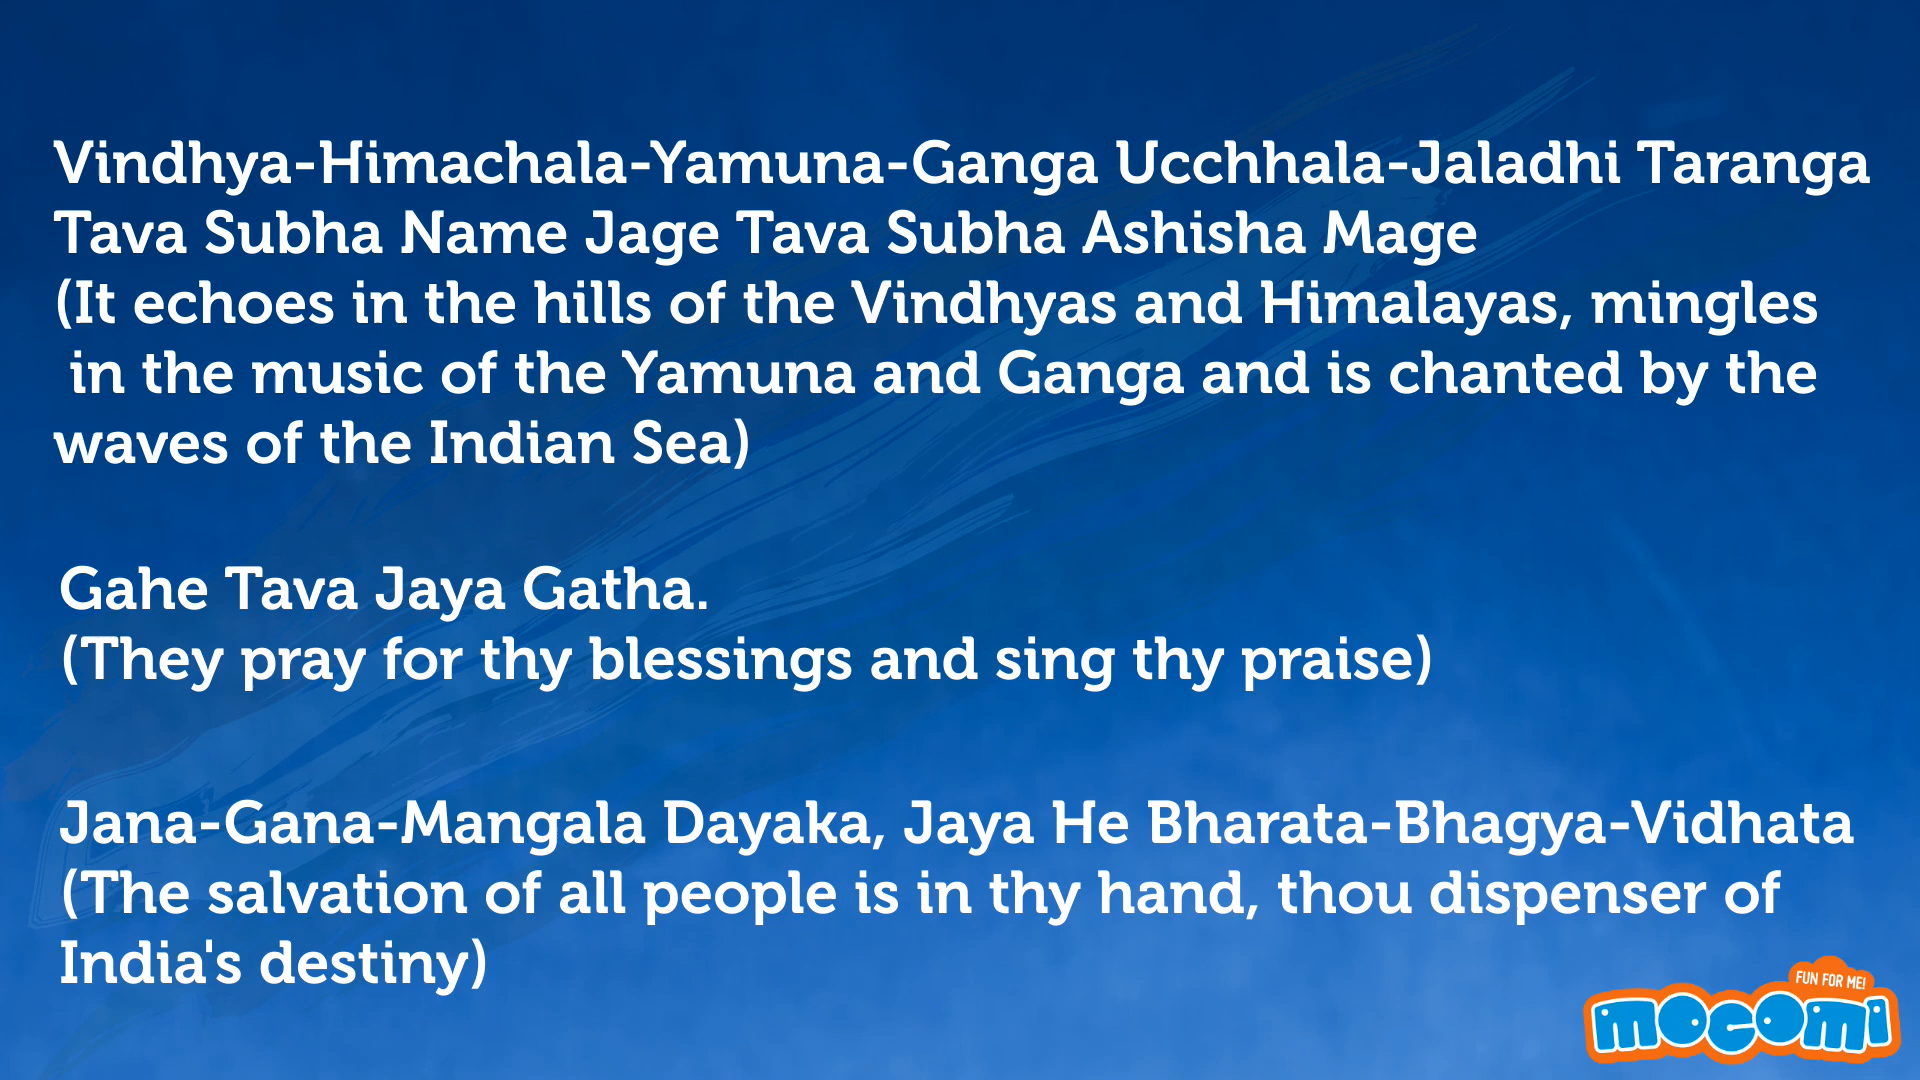 Vindhya-Himachala-Yamuna-Ganga Ucchhala-Jaladhi Taranga
Tava Subha Name Jage Tava Subha Ashisha Mage
(It echoes in the hills of the Vindhyas and Himalayas, mingles
in the music of the Yamuna and Ganga and is chanted by the
waves of the Indian Sea)
Gahe Tava Jaya Gatha.
(They pray for thy blessings and sing thy praise)
Jana-Gana-Mangala Dayaka, Jaya He Bharata-Bhagya-Vidhata
(The salvation of all people is in thy hand, thou dispenser of
India's destiny)
FUN FOR ME!
mocomi